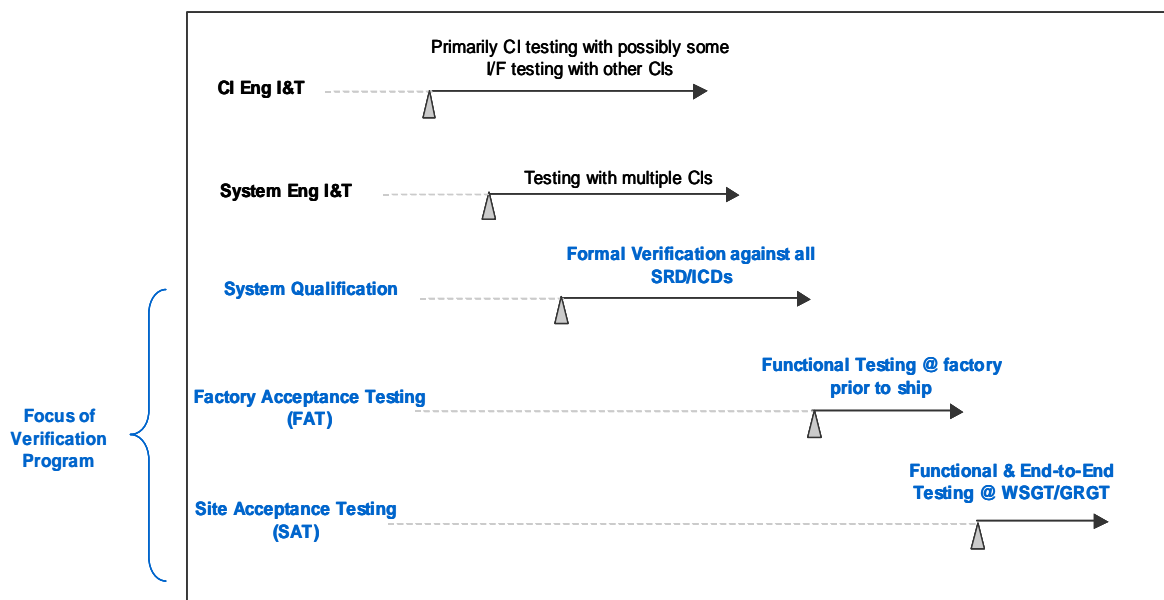 Primarily CI testing with possibly some
I/F testing with other CIs
CI Eng I&T
Testing with multiple CIs
System Eng I&T
Formal Verification against all
SRD/ICDs
System Qualification
Functional Testing @ factory
prior to ship
Factory Acceptance Testing
(FAT)
Focus of
Verification
Program
Functional & End-to-End
Testing @ WSGT/GRGT
Site Acceptance Testing
(SAT)